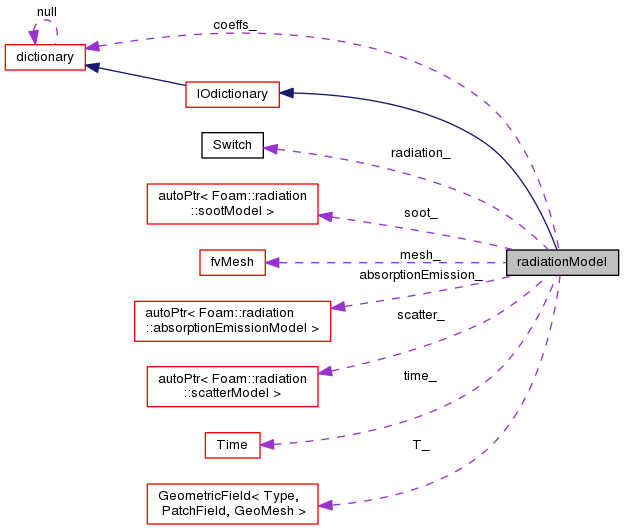 null
coeffs_
dictionary
IOdictionary
Switch
radiation_
autoPtr< Foam::radiation
::sootModel >
soot_
mesh_
fvMesh
radiationModel
absorptionEmission_
autoPtr< Foam::radiation
::absorptionEmissionModel >
scatter_
autoPtr< Foam::radiation
::scatterModel >
time_
Time
T_
GeometricField< Type,
PatchField, GeoMesh >